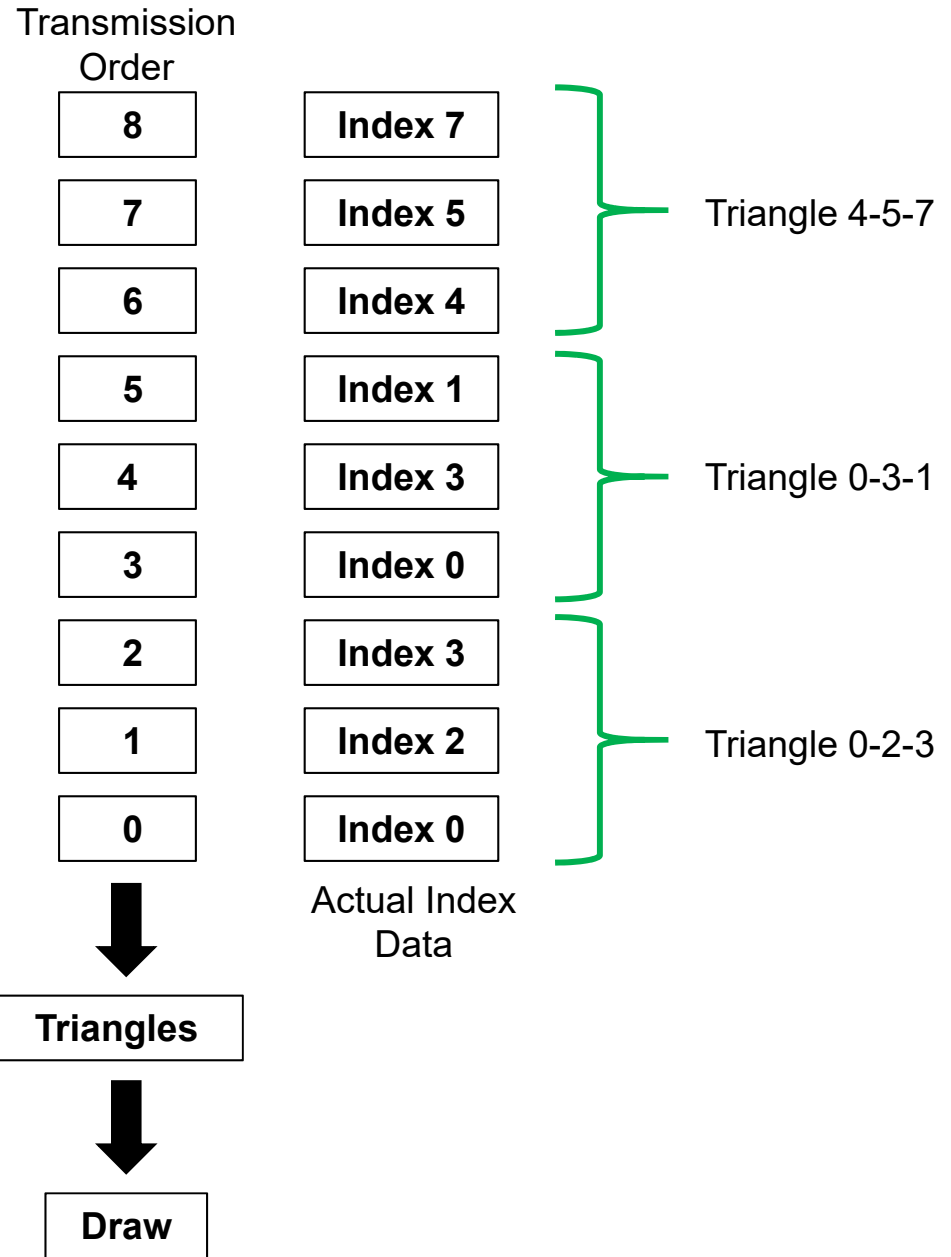 Transmission
Order
8
Index 7
7
Index 5
Triangle 4-5-7
6
Index 4
5
Index 1
4
Index 3
Triangle 0-3-1
3
Index 0
2
Index 3
1
Index 2
Triangle 0-2-3
0
Index 0
Actual Index
Data
Triangles
Draw